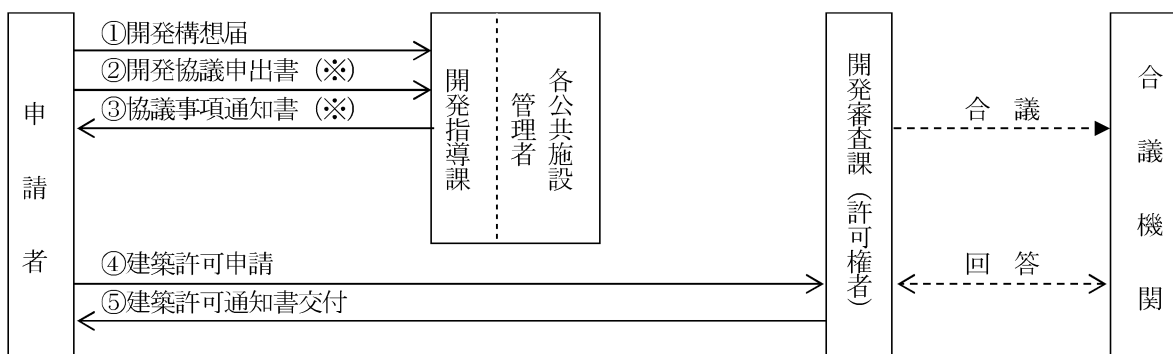 申請者
①開発構想届
②開発協議申出書（※）
③協議事項通知書（※）
開発指導課
各公共施設
管理者
④建築許可申請
⑤建築許可通知書交付
開発審査課（許可権者）
合議
回答
合議機関